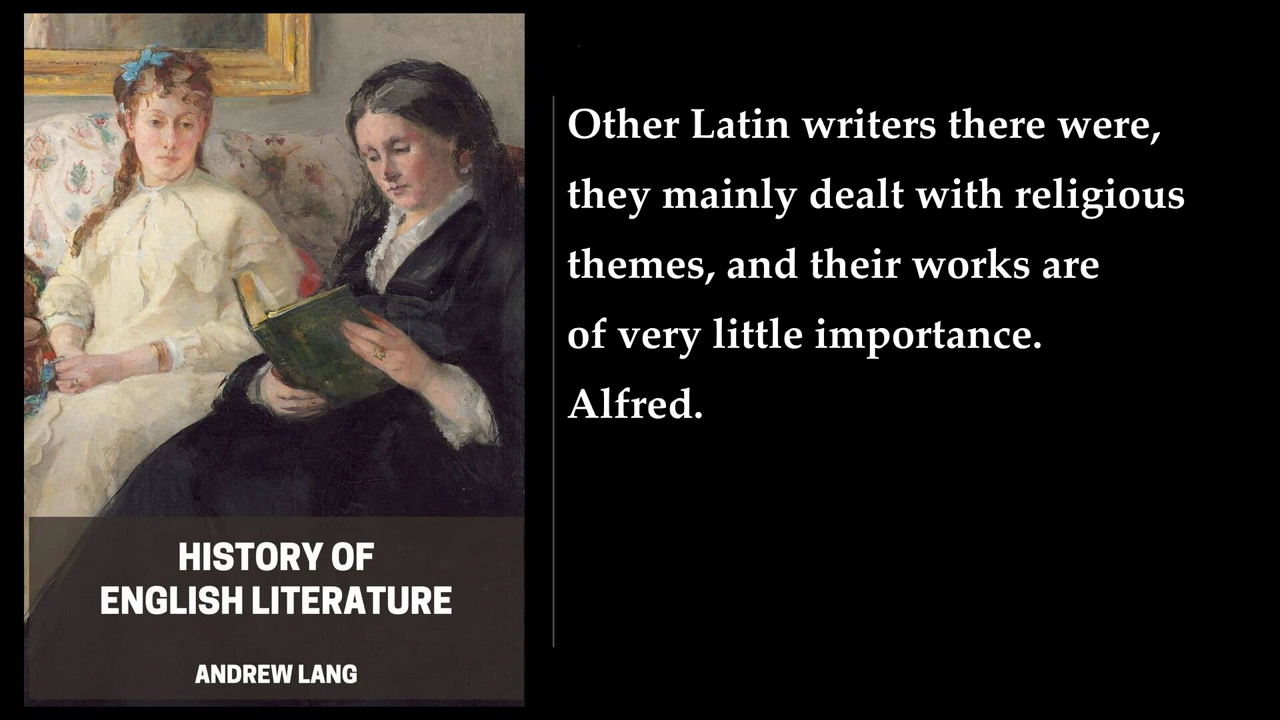 HISTORY OF
ENGLISH LITERATURE
ANDREW LANG
Other Latin writers there were,
they mainly dealt with religious
themes, and their works are
of very little importance.
Alfred.